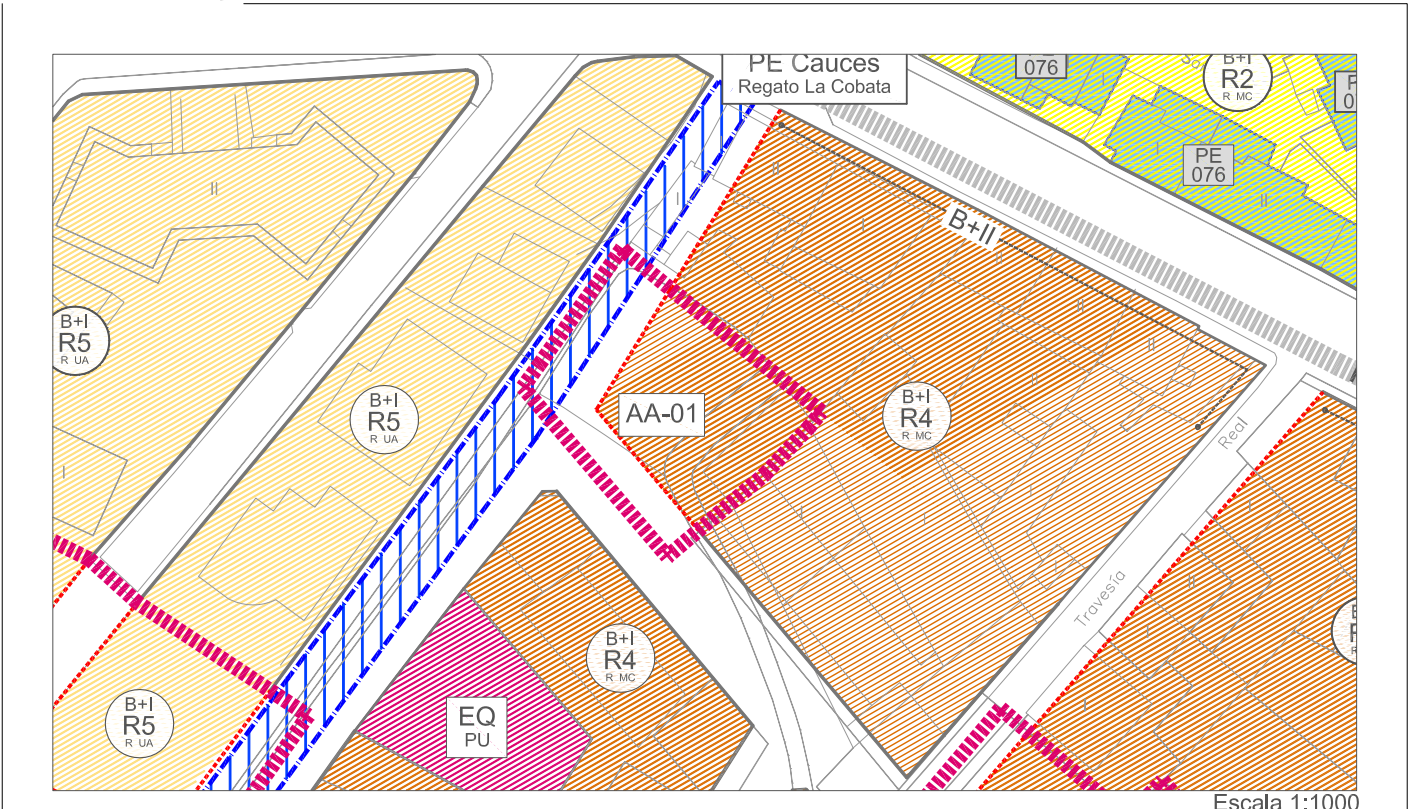 PE Cauces
Regato La Cobata
076
B+I
R2
R MC
PE
076
I
II
II
B+II
B+I
R5
R UA
B+I
R5
R UA
AA-01
B+I
R4
R MC
Real
Travesía
B+I
R4
R MC
EQ
PU
B+I
R5
R UA
Escala 1:1000